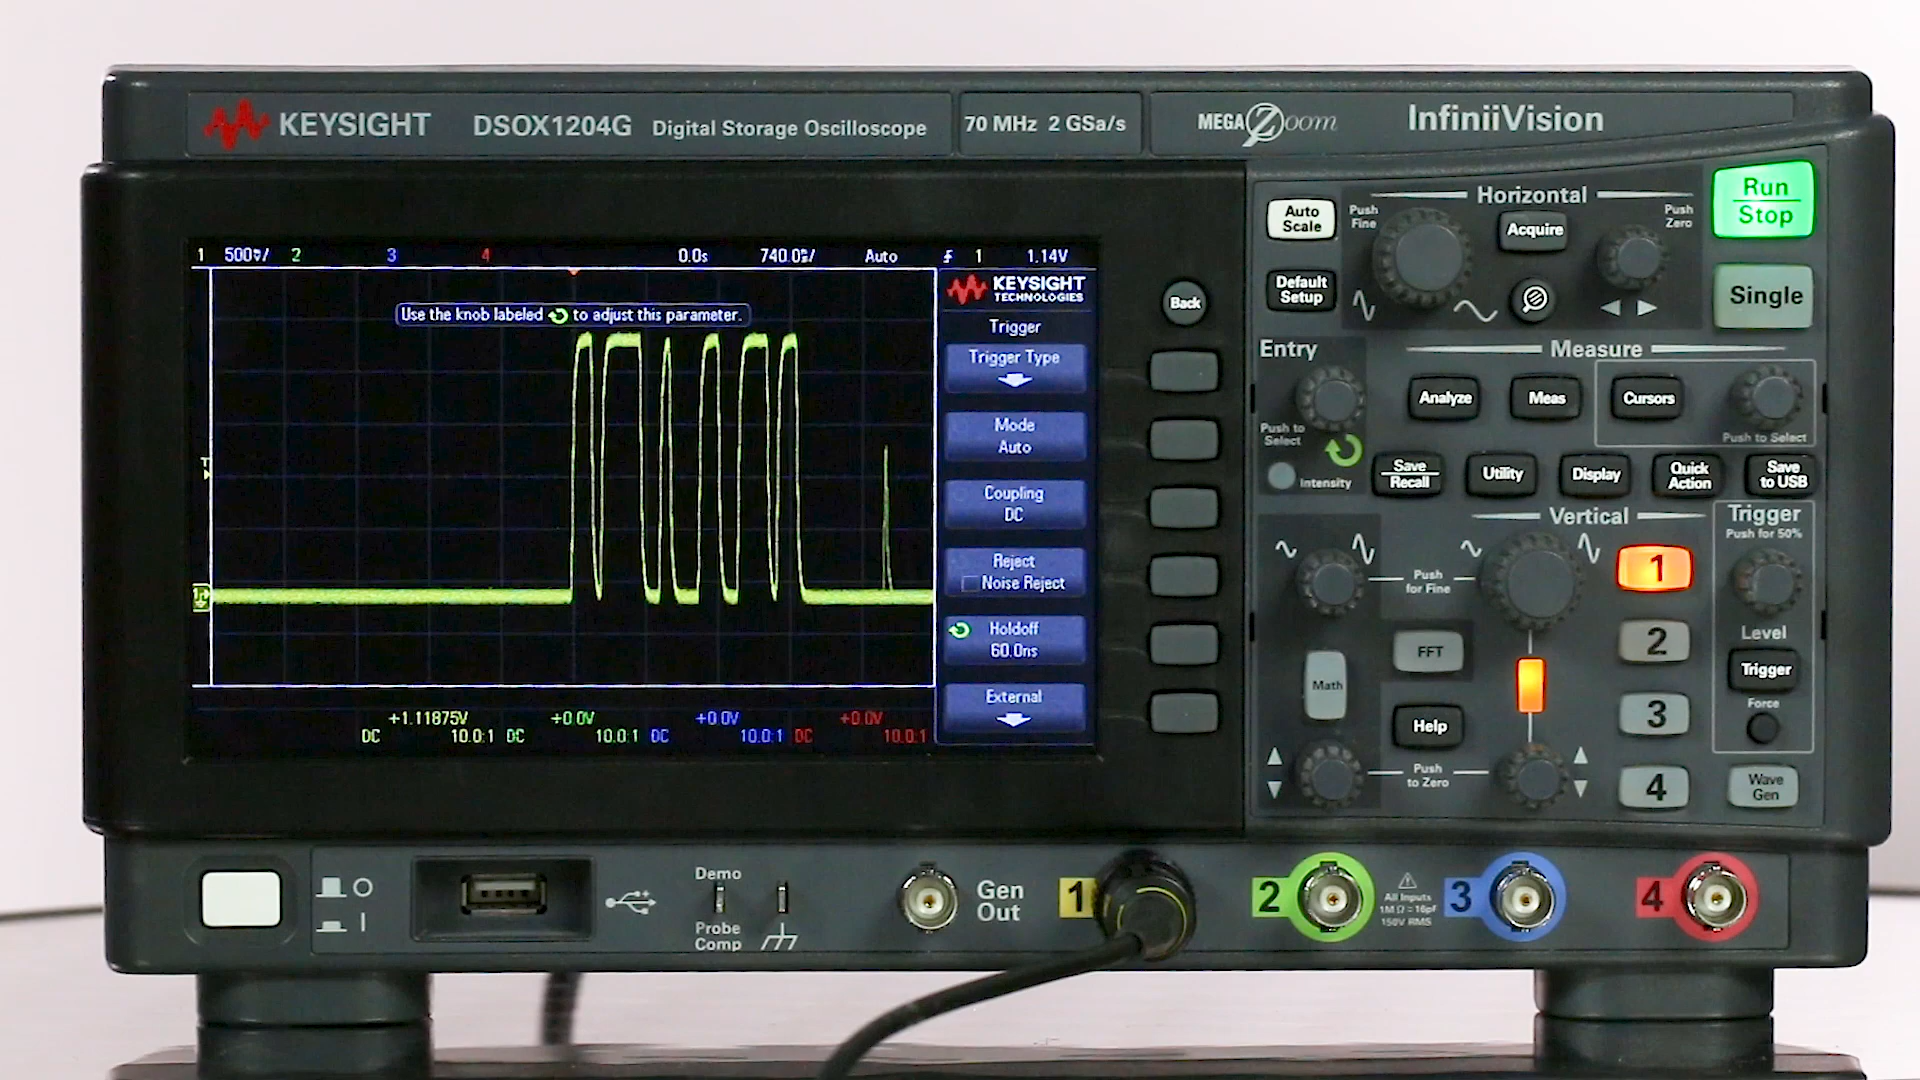 KEYSIGHT DSOX1204G Digital Storage Oscilloscope 70 MHz 2 GSa/s MEGA Zoom InfiniiVision
1 500mV/ 2 3 4 0.0s 740.0ns/ Auto 1 1.14V
KEYSIGHT
TECHNOLOGIES
Use the knob labeled to adjust this parameter.
Trigger
Trigger Type
Mode
Auto
Coupling
DC
Reject
Noise Reject
Holdoff
60.0ns
External
T
+1.11875V +0.0V +0.0V +0.0V
DC 10.0:1 DC 10.0:1 DC 10.0:1 DC 10.0:1
Back
Horizontal
Run
Stop
Auto
Scale
Push
Fine
Acquire
Push
Zero
Default
Setup
Single
Entry
Measure
Analyze
Meas
Cursors
Push to
Select
Push to Select
Intensity
Save
Recall
Utility
Display
Quick
Action
Save
to USB
Vertical
Trigger
Push for 50%
Push
for Fine
1
2
3
4
Level
Trigger
Force
FFT
Math
Help
Push
to Zero
Wave
Gen
Demo
Probe
Comp
Gen
Out
1
2
All Inputs
1MΩ ≈ 16pF
150V RMS
3
4